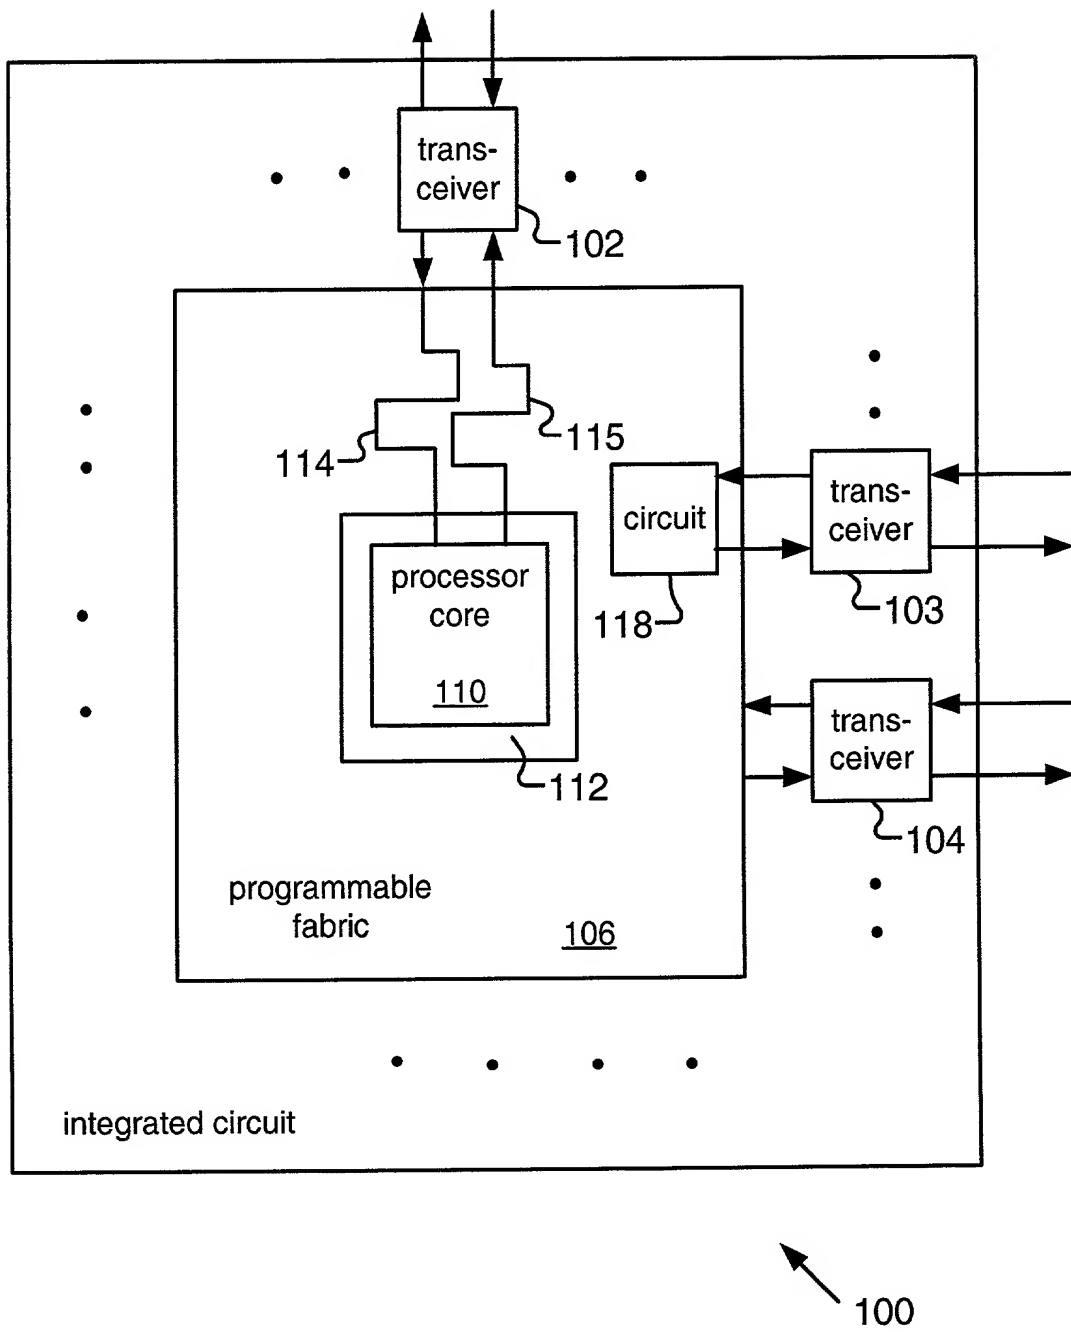 trans-
ceiver
102
114
115
circuit
118
trans-
ceiver
103
processor
core
110
112
trans-
ceiver
104
programmable
fabric
106
integrated circuit
100